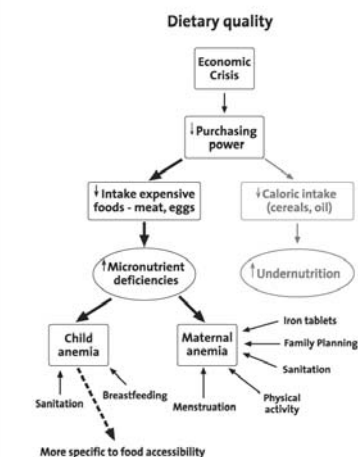 Dietary quality
Economic
Crisis
↓Purchasing
power
↓Intake expensive
foods - meat, eggs
↓Caloric intake
(cereals, oil)
↑Micronutrient
deficiencies
↑Undernutrition
Child
anemia
Maternal
anemia
Iron tablets
Family Planning
Sanitation
Sanitation
Breastfeeding
Menstruation
Physical
activity
More specific to food accessibility